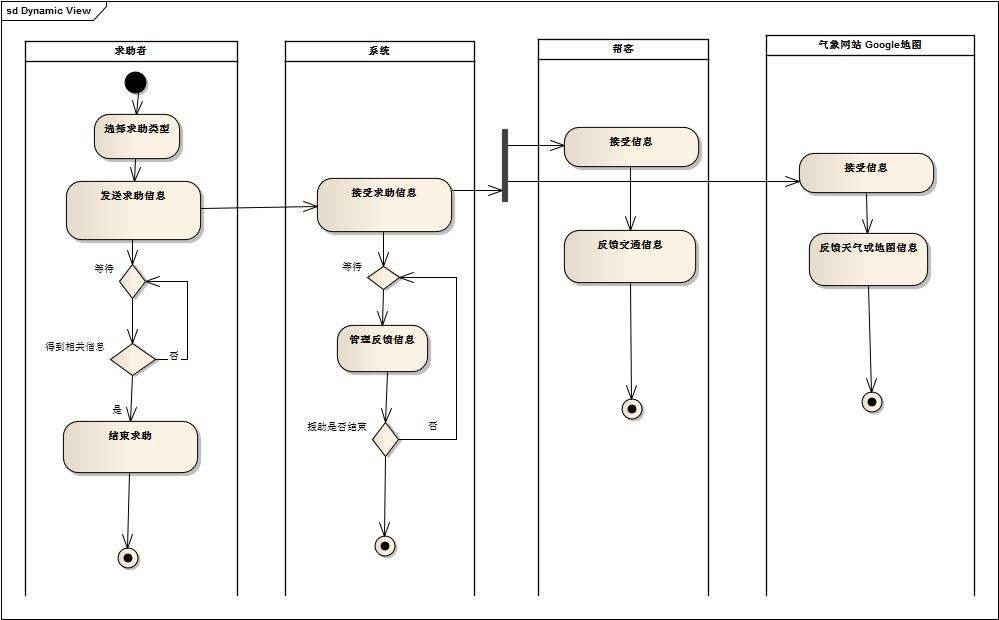 sd Dynamic View
求助者
选择求助类型
发送求助信息
等待
得到相关信息
否
是
结束求助
系统
接受求助信息
等待
管理反馈信息
援助是否结束
否
帮客
接受信息
反馈交通信息
气象网站 Google地图
接受信息
反馈天气或地图信息